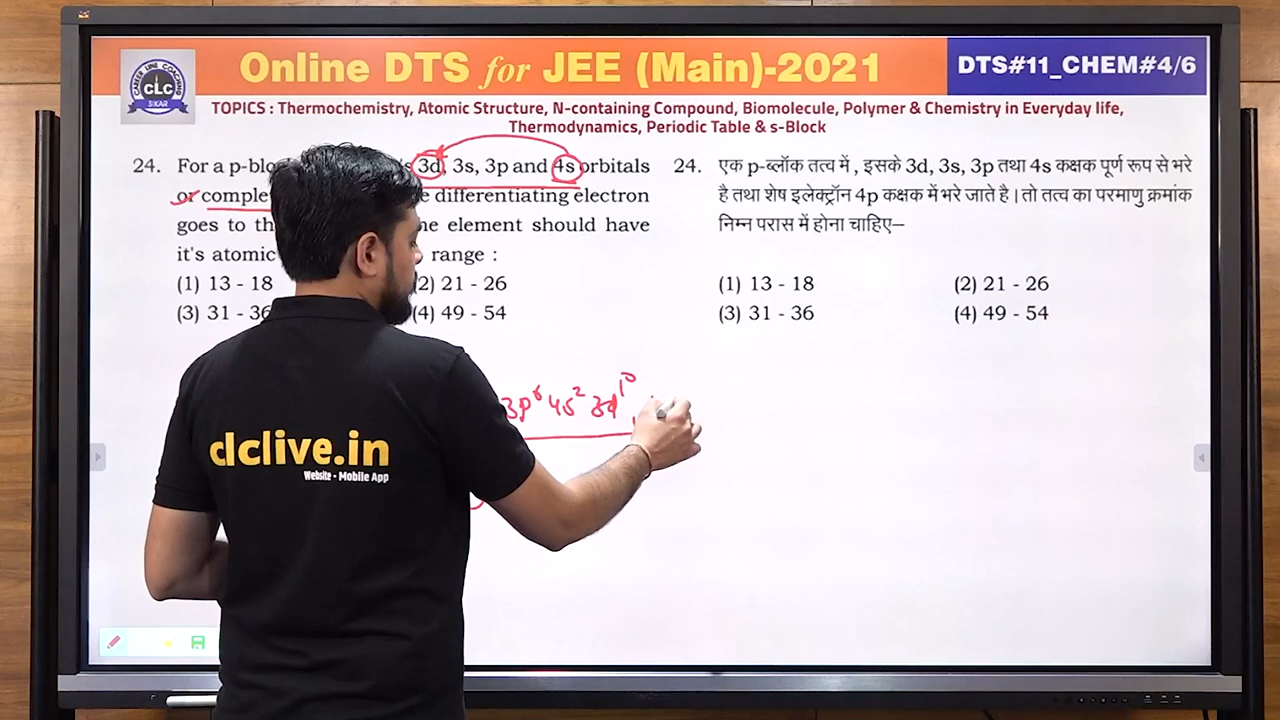 Online DTS for JEE (Main)-2021
DTS#11_CHEM#4/6
CAREER LINE COACHING
CLC
SIKAR
TOPICS : Thermochemistry, Atomic Structure, N-containing Compound, Biomolecule, Polymer & Chemistry in Everyday life,
Thermodynamics, Periodic Table & s-Block
24. For a p-blo 3d, 3s, 3p and 4s orbitals
or comple differentiating electron
goes to th element should have
it's atomic range :
(1) 13 - 18 (2) 21 - 26
(3) 31 - 36 (4) 49 - 54
24. एक p-ब्लॉक तत्व में , इसके 3d, 3s, 3p तथा 4s कक्षक पूर्ण रूप से भरे
है तथा शेष इलेक्ट्रॉन 4p कक्षक में भरे जाते है। तो तत्व का परमाणु क्रमांक
निम्न परास में होना चाहिए–
(1) 13 - 18 (2) 21 - 26
(3) 31 - 36 (4) 49 - 54
3p⁶ 4s² 3d¹⁰
clclive.in
Website - Mobile App